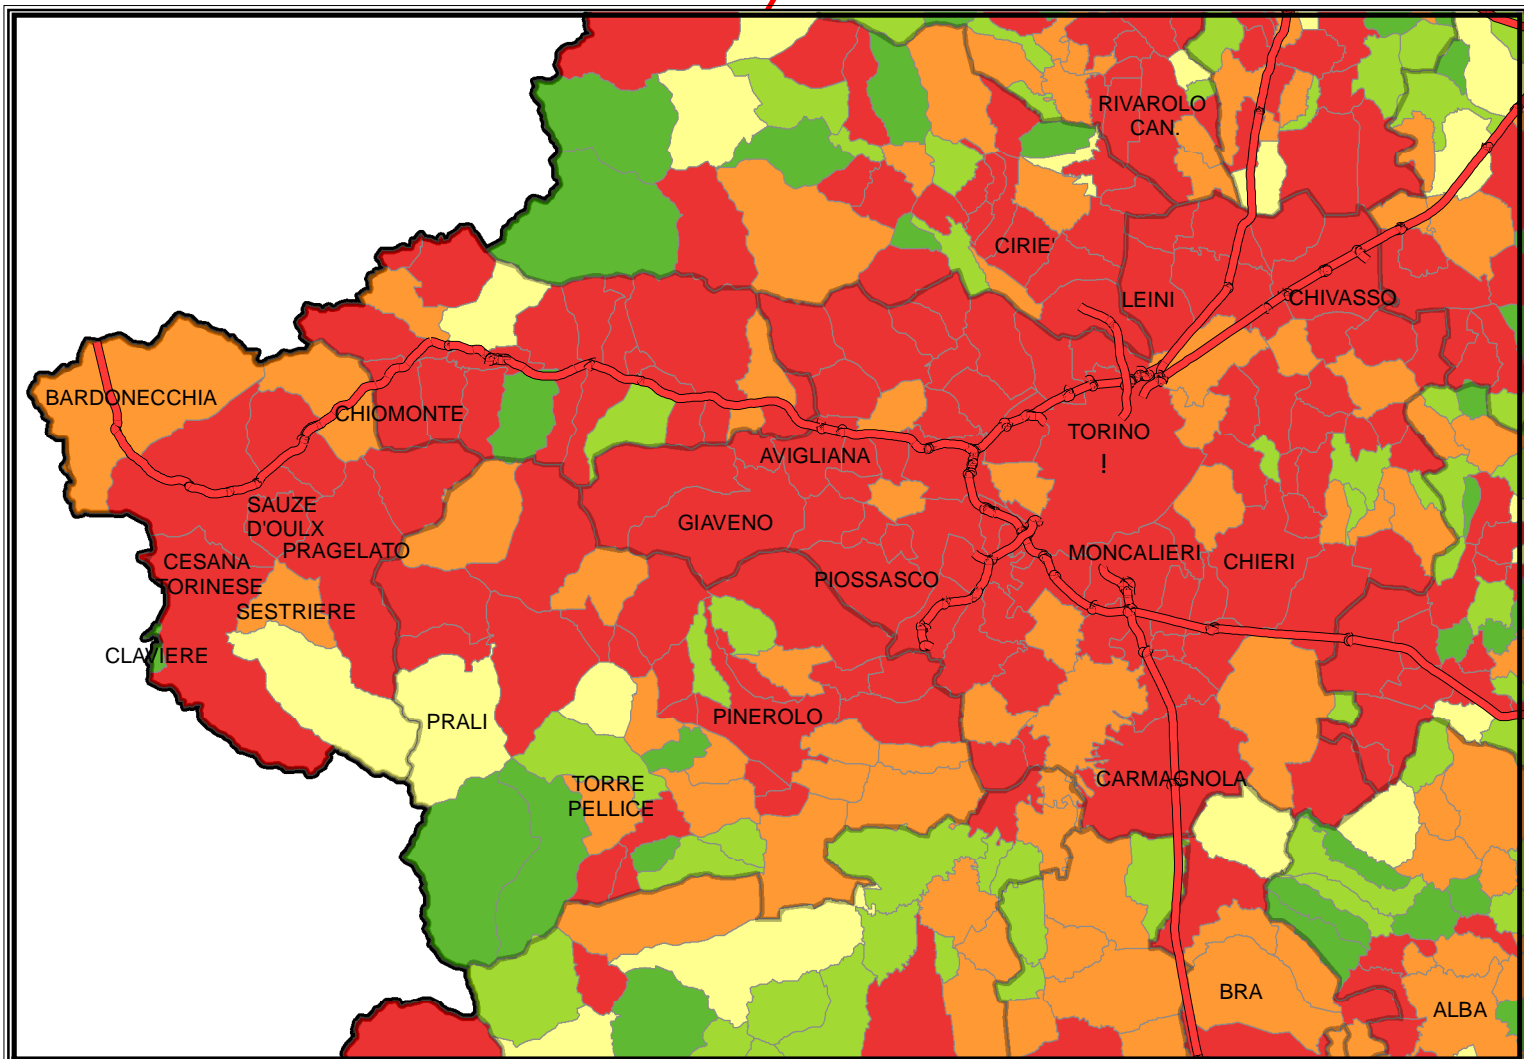 RIVAROLO
CAN.
CIRIE'
LEINI
CHIVASSO
BARDONECCHIA
CHIOMONTE
TORINO
!
AVIGLIANA
SAUZE
D'OULX
GIAVENO
PRAGELATO
MONCALIERI
CESANA
TORINESE
CHIERI
PIOSSASCO
SESTRIERE
CLAVIERE
PRALI
PINEROLO
TORRE
PELLICE
CARMAGNOLA
BRA
ALBA